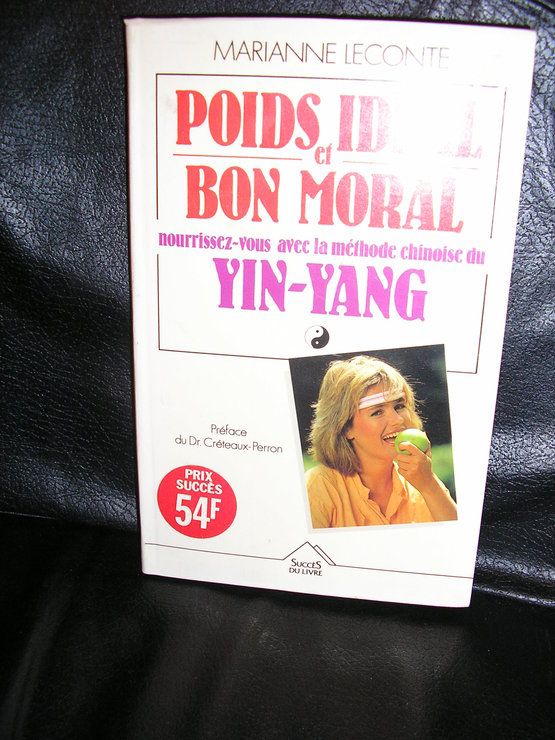 MARIANNE LECONTE
POIDS IDÉAL
et
BON MORAL
nourrissez-vous avec la méthode chinoise du
YIN-YANG
Préface
du Dr. Créteaux-Perron
PRIX
SUCCÈS
54F
SUCCÈS
DU LIVRE